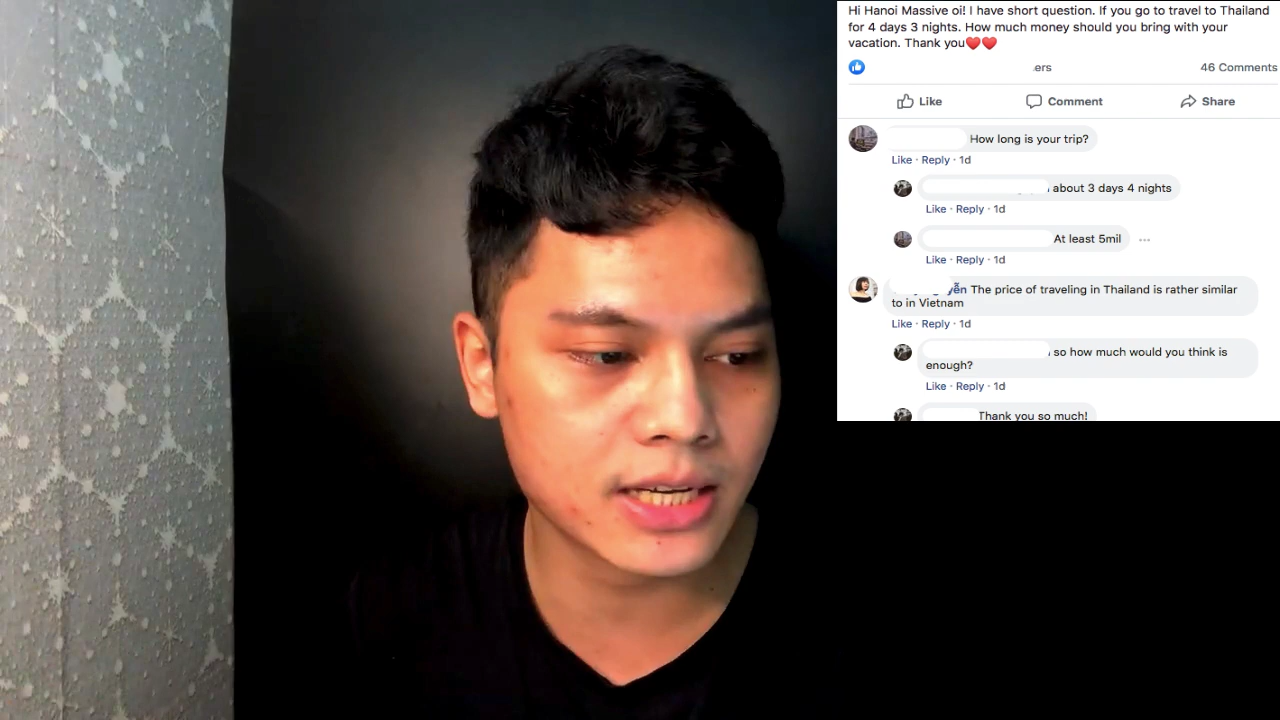 Hi Hanoi Massive oi! I have short question. If you go to travel to Thailand
for 4 days 3 nights. How much money should you bring with your
vacation. Thank you❤️❤️
ers
46 Comments
Like
Comment
Share
How long is your trip?
Like · Reply · 1d
about 3 days 4 nights
Like · Reply · 1d
At least 5mil
Like · Reply · 1d
The price of traveling in Thailand is rather similar
to in Vietnam
Like · Reply · 1d
so how much would you think is
enough?
Like · Reply · 1d
Thank you so much!